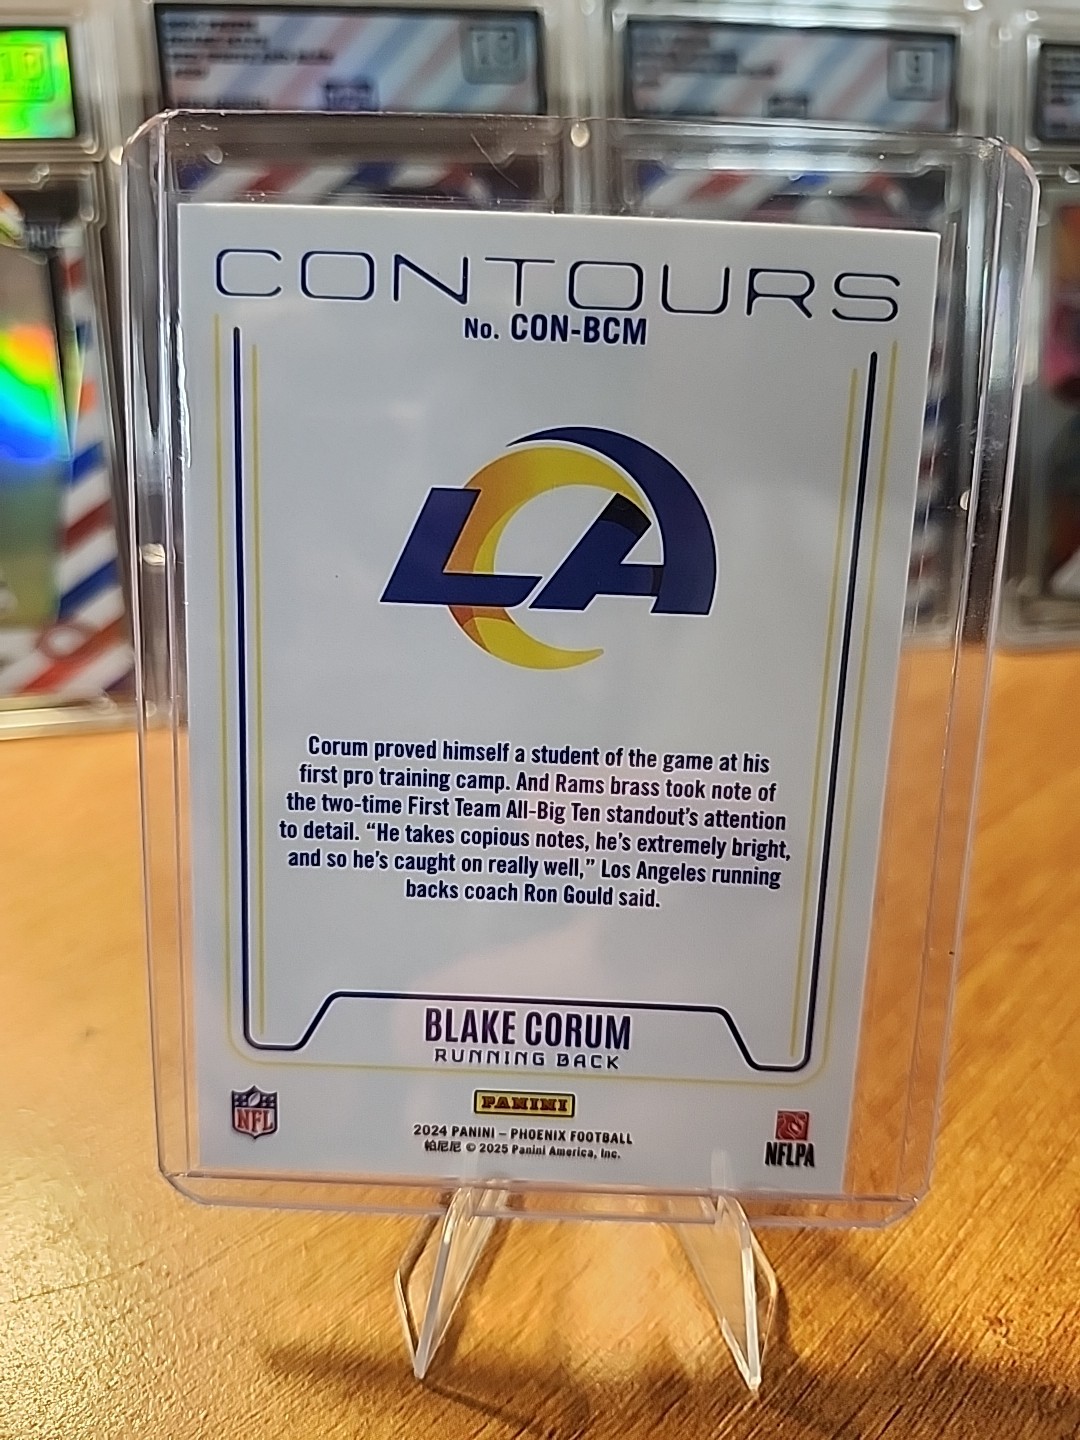 CONTOURS
No. CON-BCM
LA
Corum proved himself a student of the game at his
first pro training camp. And Rams brass took note of
the two-time First Team All-Big Ten standout's attention
to detail. “He takes copious notes, he's extremely bright,
and so he's caught on really well,” Los Angeles running
backs coach Ron Gould said.
BLAKE CORUM
RUNNING BACK
NFL
PANINI
2024 PANINI – PHOENIX FOOTBALL
帕尼尼 © 2025 Panini America, Inc.
NFLPA